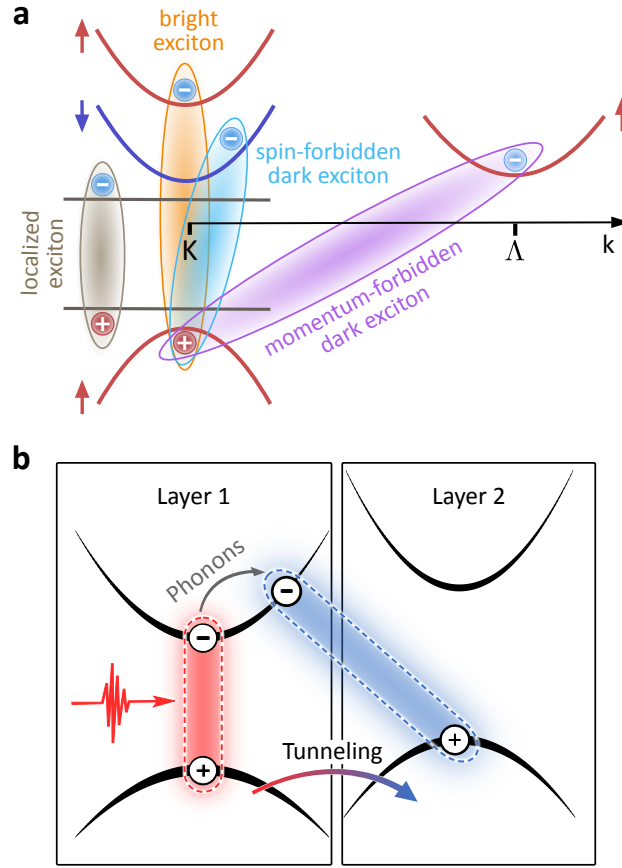 a
bright
exciton
spin-forbidden
dark exciton
localized
exciton
K
Λ
k
momentum-forbidden
dark exciton
b
Layer 1
Layer 2
Phonons
Tunneling